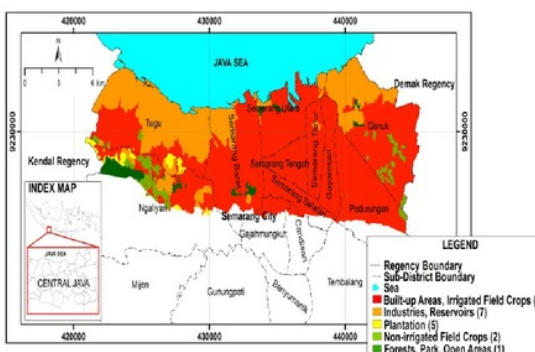 420000 430000 440000
N
0 3 6 km
JAVA SEA
Demak Regency
Tugu
Semarang Utara
Genuk
9230000 9230000
Semarang Barat
Semarang Tengah
Semarang Timur
Gayamsari
Kendal Regency
Ngaliyan
Semarang Selatan
Pedurungan
Semarang City
Gajahmungkur
Candisari
Mijen
Gunungpati
Banyumanik
Tembalang
INDEX MAP
JAVA SEA
CENTRAL JAVA
LEGEND
Regency Boundary
Sub-District Boundary
Sea
Built-up Areas, Irrigated Field Crops (
Industries, Reservoirs (7)
Plantation (5)
Non-irrigated Field Crops (2)
Forests, Park, Open Areas (1)
420000 430000 440000